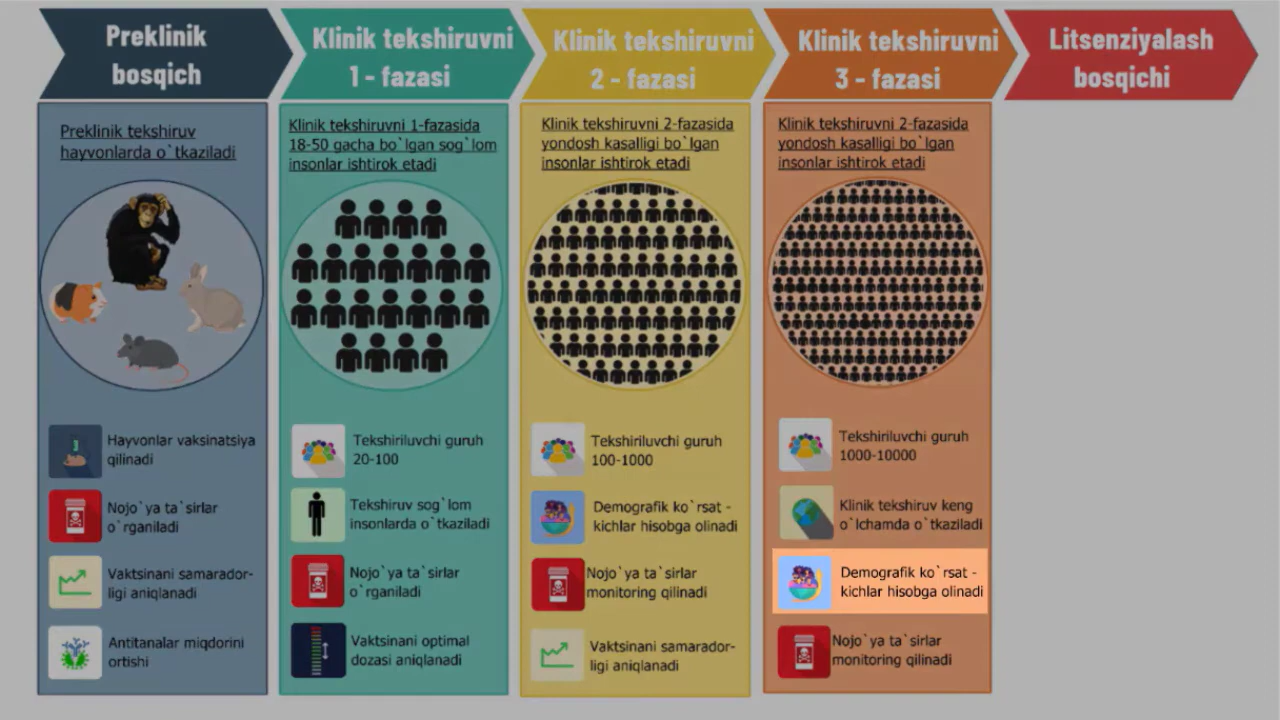 Preklinik
bosqich
Klinik tekshiruvni
1 - fazasi
Klinik tekshiruvni
2 - fazasi
Klinik tekshiruvni
3 - fazasi
Litsenziyalash
bosqichi
Preklinik tekshiruv
hayvonlarda o`tkaziladi
Hayvonlar vaksinatsiya
qilinadi
Nojo`ya ta`sirlar
o`rganiladi
Vaktsinani samarador-
ligi aniqlanadi
Antitanalar miqdorini
ortishi
Klinik tekshiruvni 1-fazasida
18-50 gacha bo`lgan sog`lom
insonlar ishtirok etadi
Tekshiriluvchi guruh
20-100
Tekshiruv sog`lom
insonlarda o`tkaziladi
Nojo`ya ta`sirlar
o`rganiladi
Vaktsinani optimal
dozasi aniqlanadi
Klinik tekshiruvni 2-fazasida
yondosh kasalligi bo`lgan
insonlar ishtirok etadi
Tekshiriluvchi guruh
100-1000
Demografik ko`rsat -
kichlar hisobga olinadi
Nojo`ya ta`sirlar
monitoring qilinadi
Vaktsinani samarador-
ligi aniqlanadi
Klinik tekshiruvni 2-fazasida
yondosh kasalligi bo`lgan
insonlar ishtirok etadi
Tekshiriluvchi guruh
1000-10000
Klinik tekshiruv keng
o`lchamda o`tkaziladi
Demografik ko`rsat -
kichlar hisobga olinadi
Nojo`ya ta`sirlar
monitoring qilinadi